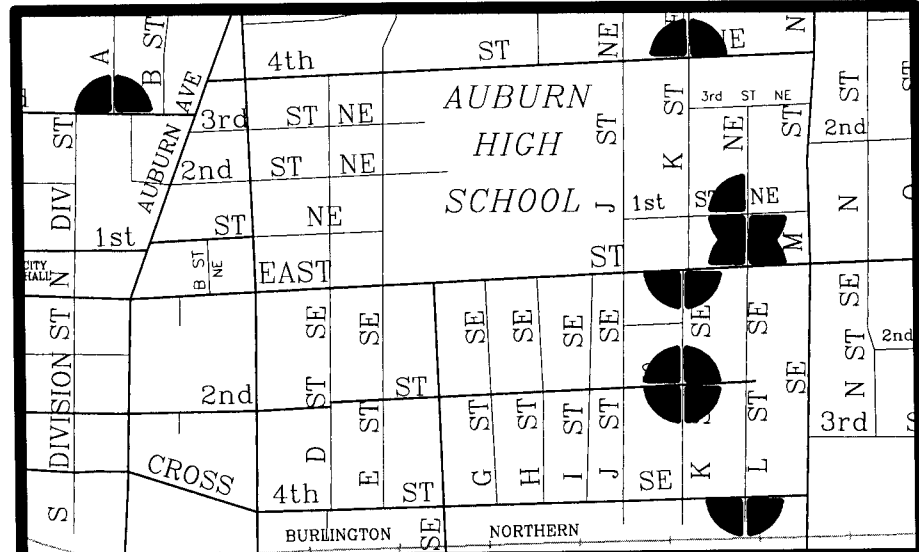 A
B ST
4th ST NE
NE
N
AUBURN AVE
3rd ST NE
2nd ST NE
AUBURN
HIGH
SCHOOL
3rd ST NE
2nd
N DIV ST
1st ST NE
B ST NE
CITY
HALL
EAST
ST
J ST NE
K ST
1st ST NE
NE
M ST
N ST
S DIVISION ST
2nd ST
D ST SE
E ST SE
G ST SE
H ST SE
I ST SE
J ST SE
K SE
L ST SE
SE
N ST SE
2nd
3rd
CROSS
4th ST SE
BURLINGTON NORTHERN
SE